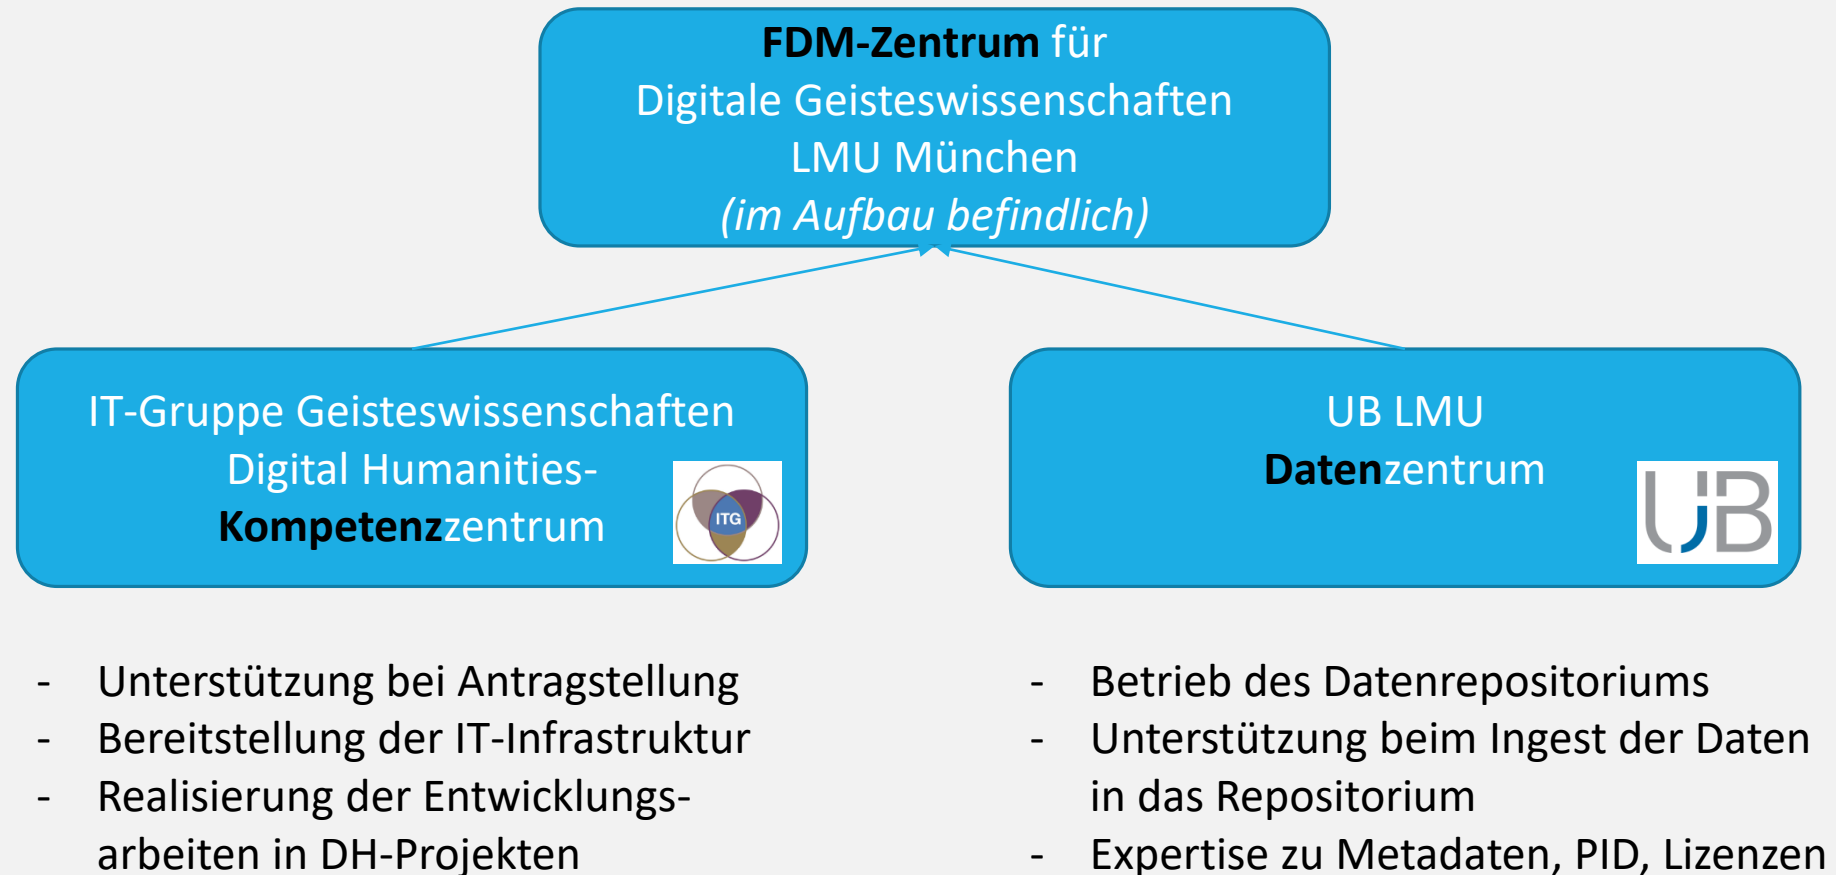 FDM-Zentrum für
Digitale Geisteswissenschaften
LMU München
(im Aufbau befindlich)
IT-Gruppe Geisteswissenschaften
Digital Humanities-
Kompetenzzentrum
ITG
UB LMU
Datenzentrum
UB
- Unterstützung bei Antragstellung
- Bereitstellung der IT-Infrastruktur
- Realisierung der Entwicklungs-
arbeiten in DH-Projekten
- Betrieb des Datenrepositoriums
- Unterstützung beim Ingest der Daten
in das Repositorium
- Expertise zu Metadaten, PID, Lizenzen